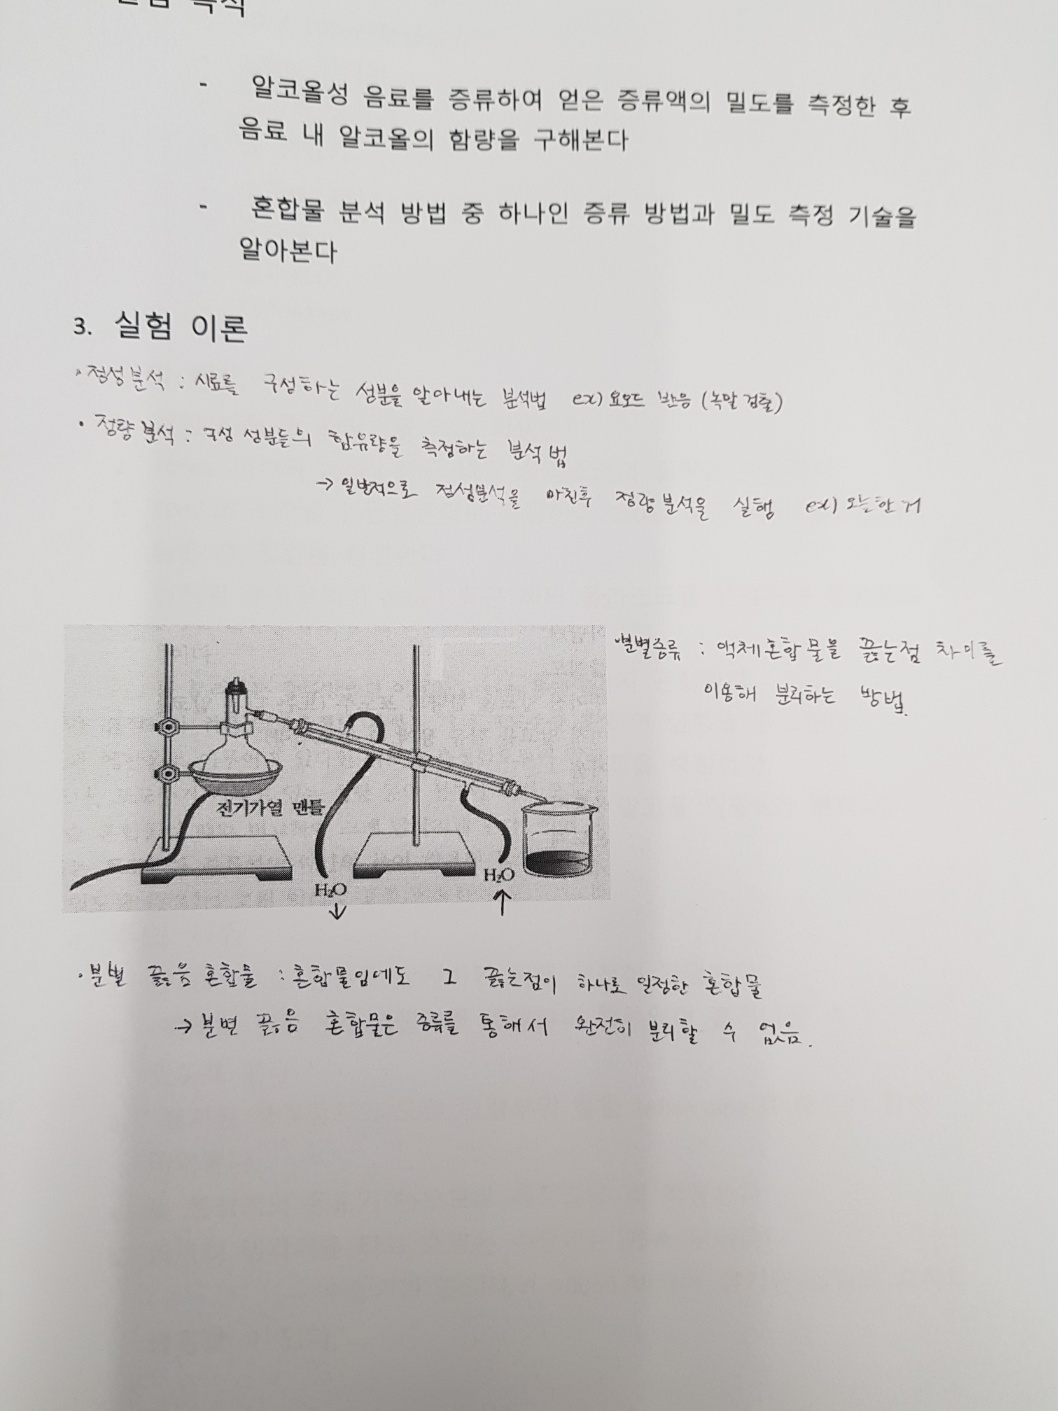 실험 목적
- 알코올성 음료를 증류하여 얻은 증류액의 밀도를 측정한 후
음료 내 알코올의 함량을 구해본다
- 혼합물 분석 방법 중 하나인 증류 방법과 밀도 측정 기술을
알아본다
3. 실험 이론
· 정성분석 : 시료를 구성하는 성분을 알아내는 분석법 ex) 요오드 반응 (녹말 검출)
· 정량분석 : 구성 성분들의 함유량을 측정하는 분석법
→ 일반적으로 정성분석을 마친후 정량분석을 실행 ex) 오늘한거
분별증류 : 액체혼합물을 끓는점 차이를
이용해 분리하는 방법.
전기가열 맨틀
H₂O
↓
H₂O
↑
· 분별 끓음 혼합물 : 혼합물임에도 그 끓는점이 하나로 일정한 혼합물
→ 분변 끓음 혼합물은 증류를 통해서 완전히 분리할 수 없음.